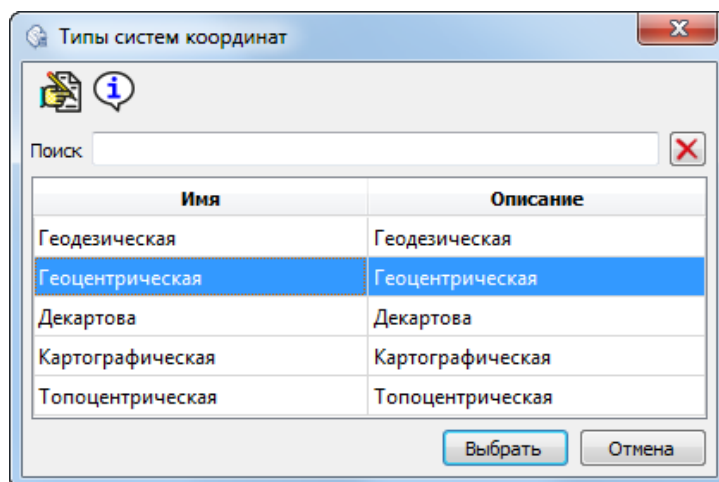 Типы систем координат
Поиск
Имя Описание
Геодезическая Геодезическая
Геоцентрическая Геоцентрическая
Декартова Декартова
Картографическая Картографическая
Топоцентрическая Топоцентрическая
Выбрать Отмена